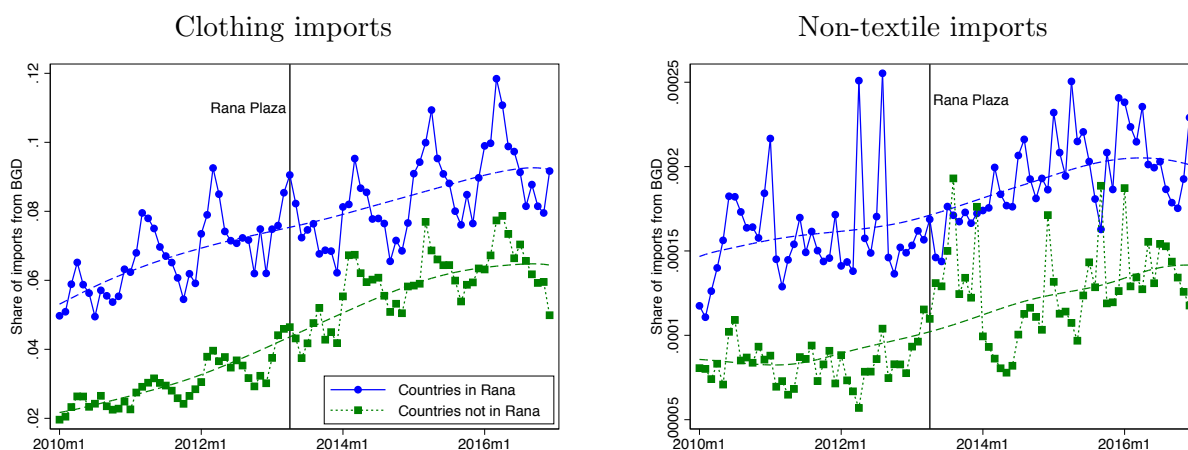 Clothing imports
Share of imports from BGD
.12
.1
.08
.06
.04
.02
Rana Plaza
Countries in Rana
Countries not in Rana
2010m1 2012m1 2014m1 2016m1
Non-textile imports
Share of imports from BGD
.00025
.0002
.00015
.0001
.00005
Rana Plaza
2010m1 2012m1 2014m1 2016m1